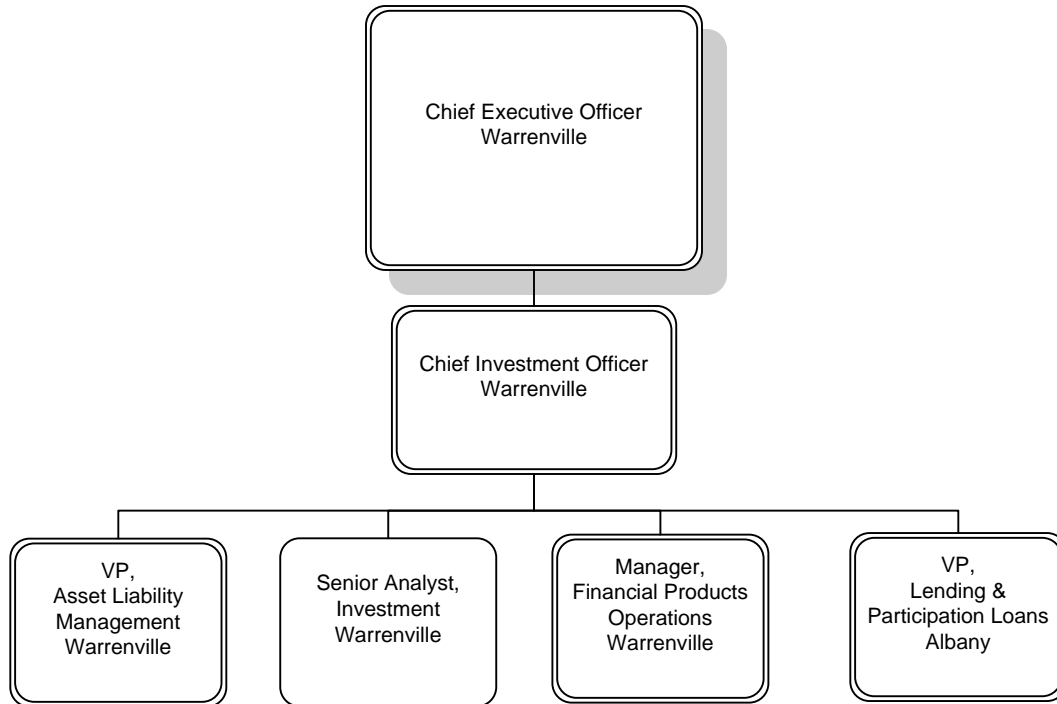 Chief Executive Officer
Warrenville
Chief Investment Officer
Warrenville
VP,
Asset Liability
Management
Warrenville
Senior Analyst,
Investment
Warrenville
Manager,
Financial Products
Operations
Warrenville
VP,
Lending &
Participation Loans
Albany